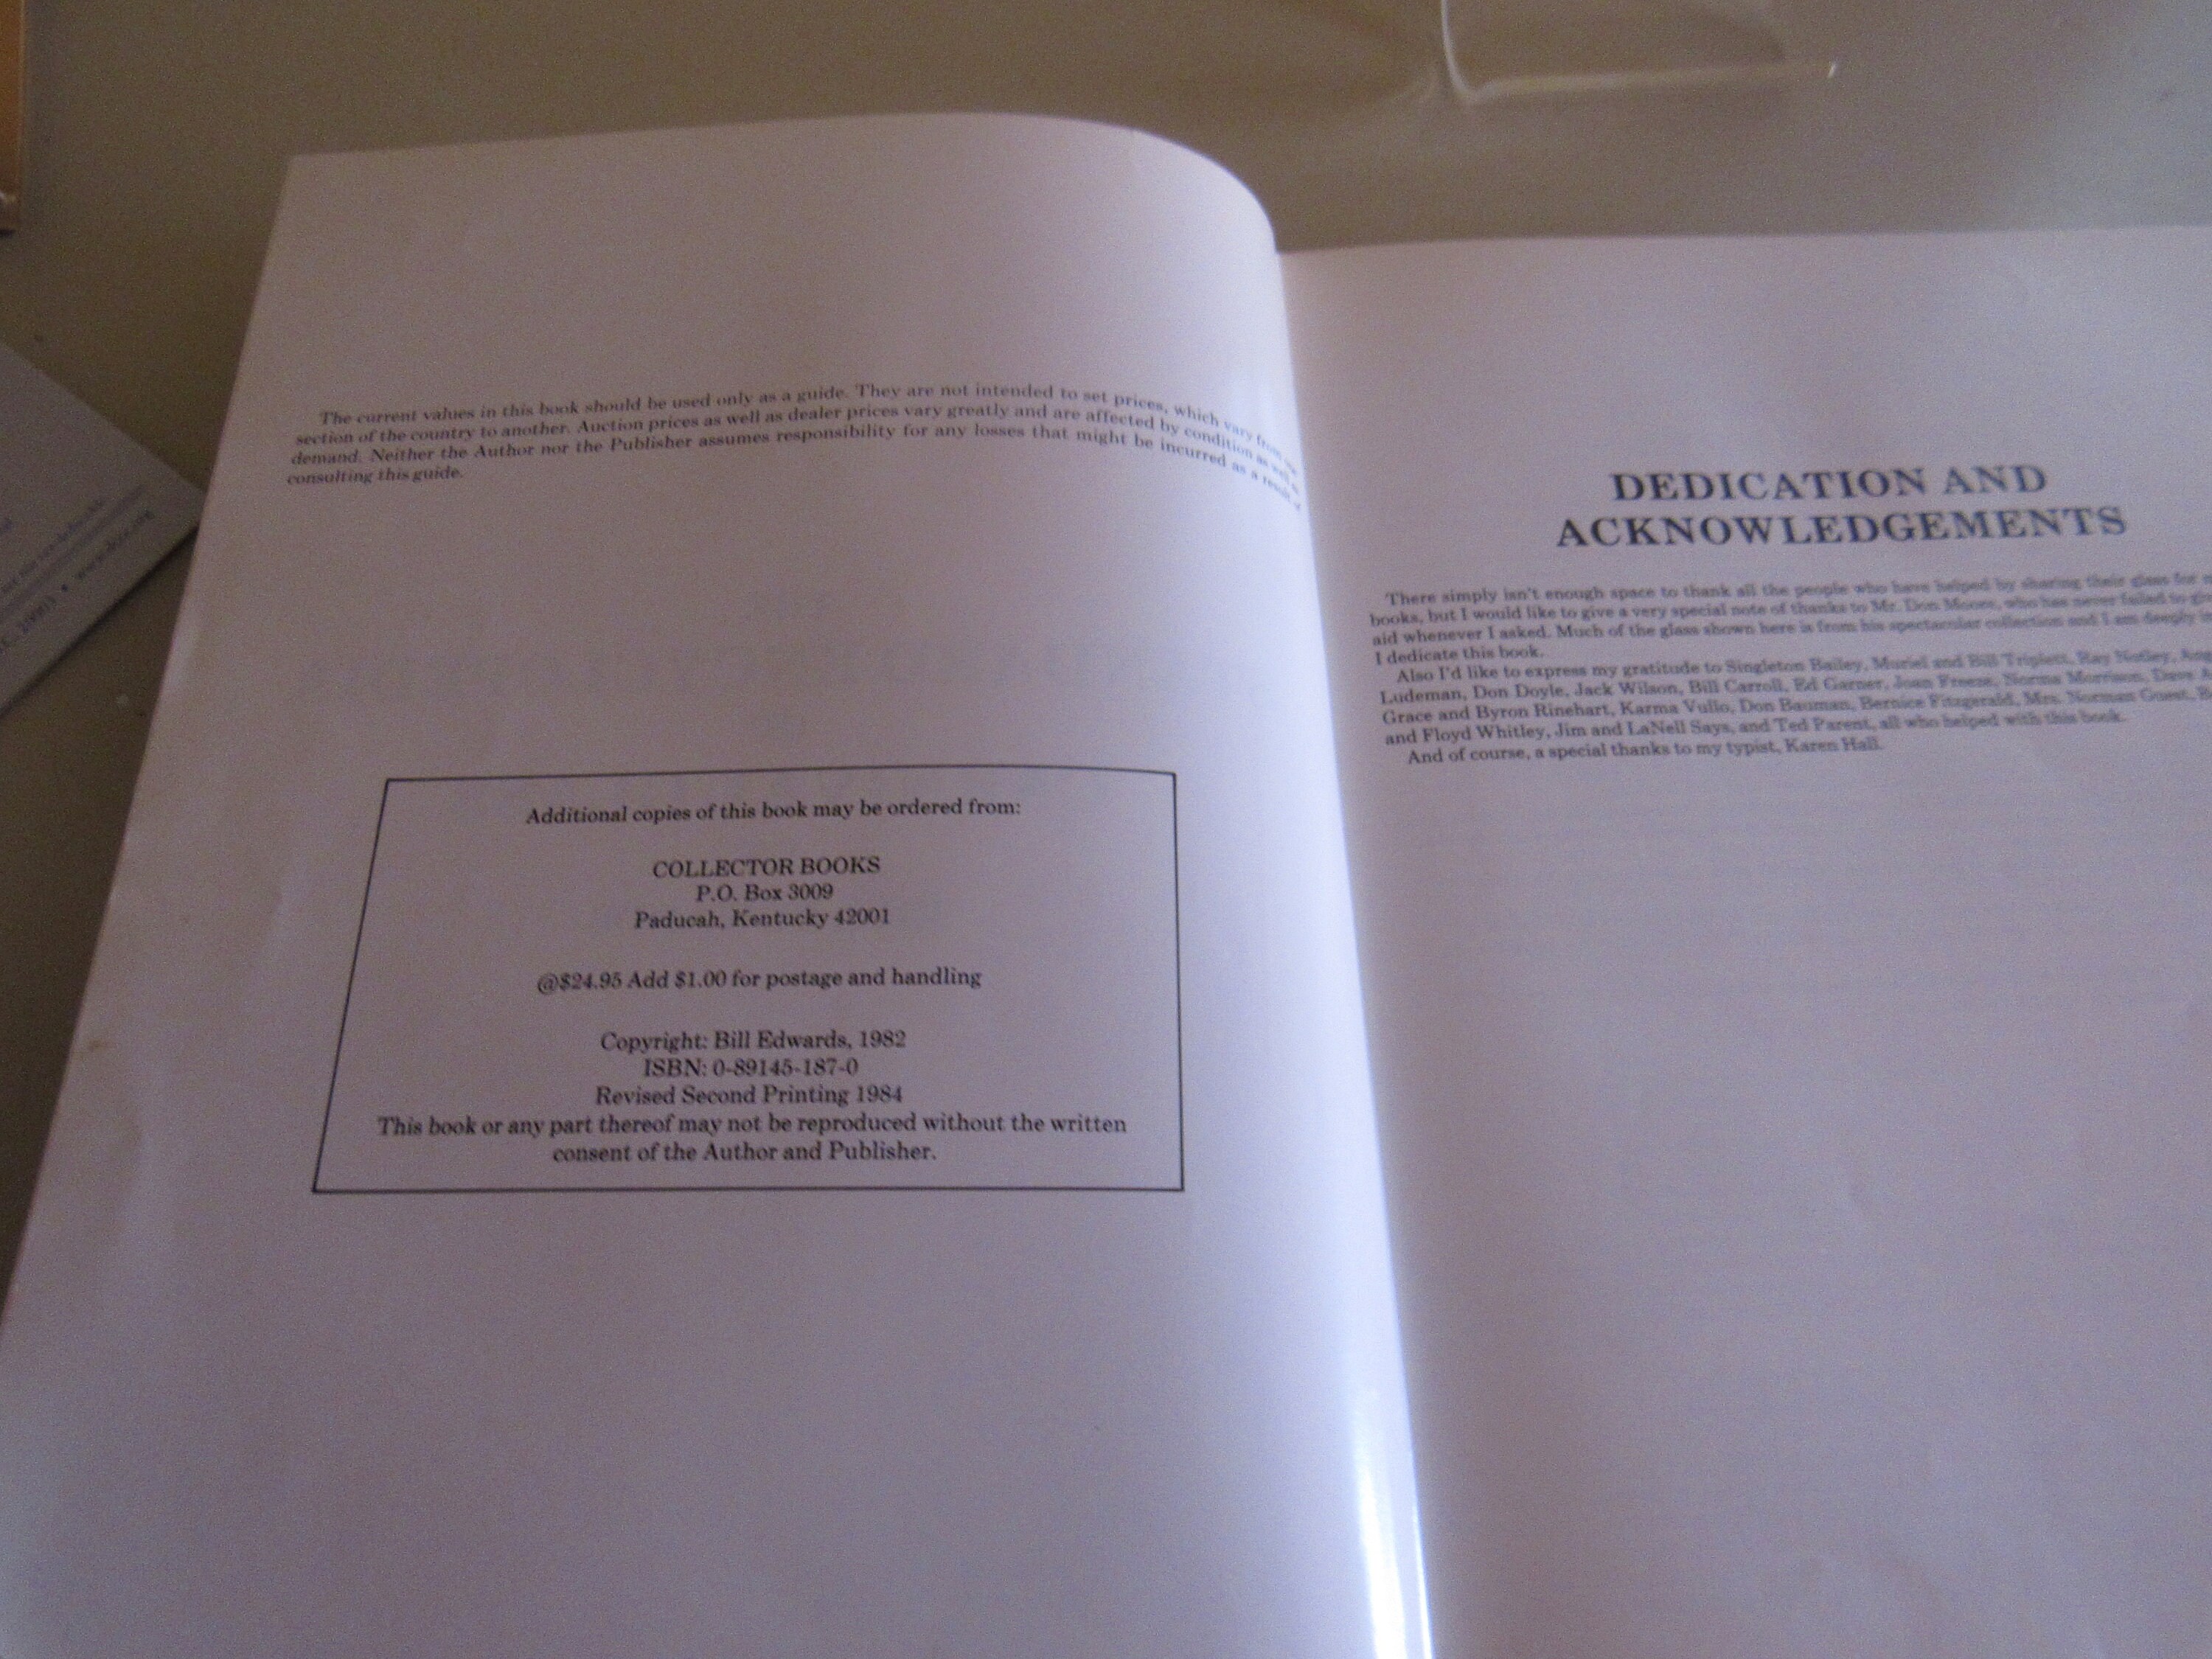 The current values in this book should be used only as a guide. They are not intended to set prices, which vary from
section of the country to another. Auction prices as well as dealer prices vary greatly and are affected by condition as well as
demand. Neither the Author nor the Publisher assumes responsibility for any losses that might be incurred as a result of
consulting this guide.
Additional copies of this book may be ordered from:
COLLECTOR BOOKS
P.O. Box 3009
Paducah, Kentucky 42001
@$24.95 Add $1.00 for postage and handling
Copyright: Bill Edwards, 1982
ISBN: 0-89145-187-0
Revised Second Printing 1984
This book or any part thereof may not be reproduced without the written
consent of the Author and Publisher.
DEDICATION AND
ACKNOWLEDGEMENTS
There simply isn't enough space to thank all the people who have helped by sharing their glass for
books, but I would like to give a very special note of thanks to Mr. Don Moore, who has never failed to
aid whenever I asked. Much of the glass shown here is from his spectacular collection and I am deeply
I dedicate this book.
Also I'd like to express my gratitude to Singleton Bailey, Muriel and Bill Triplett, Ray Notley,
Ludeman, Don Doyle, Jack Wilson, Bill Carroll, Ed Garner, Joan Freeze, Norma Morrison, Dave
Grace and Byron Rinehart, Karma Vullo, Don Bauman, Bernice Fitzgerald, Mrs. Norman Guest,
and Floyd Whitley, Jim and LaNell Says, and Ted Parent, all who helped with this book.
And of course, a special thanks to my typist, Karen Hall.